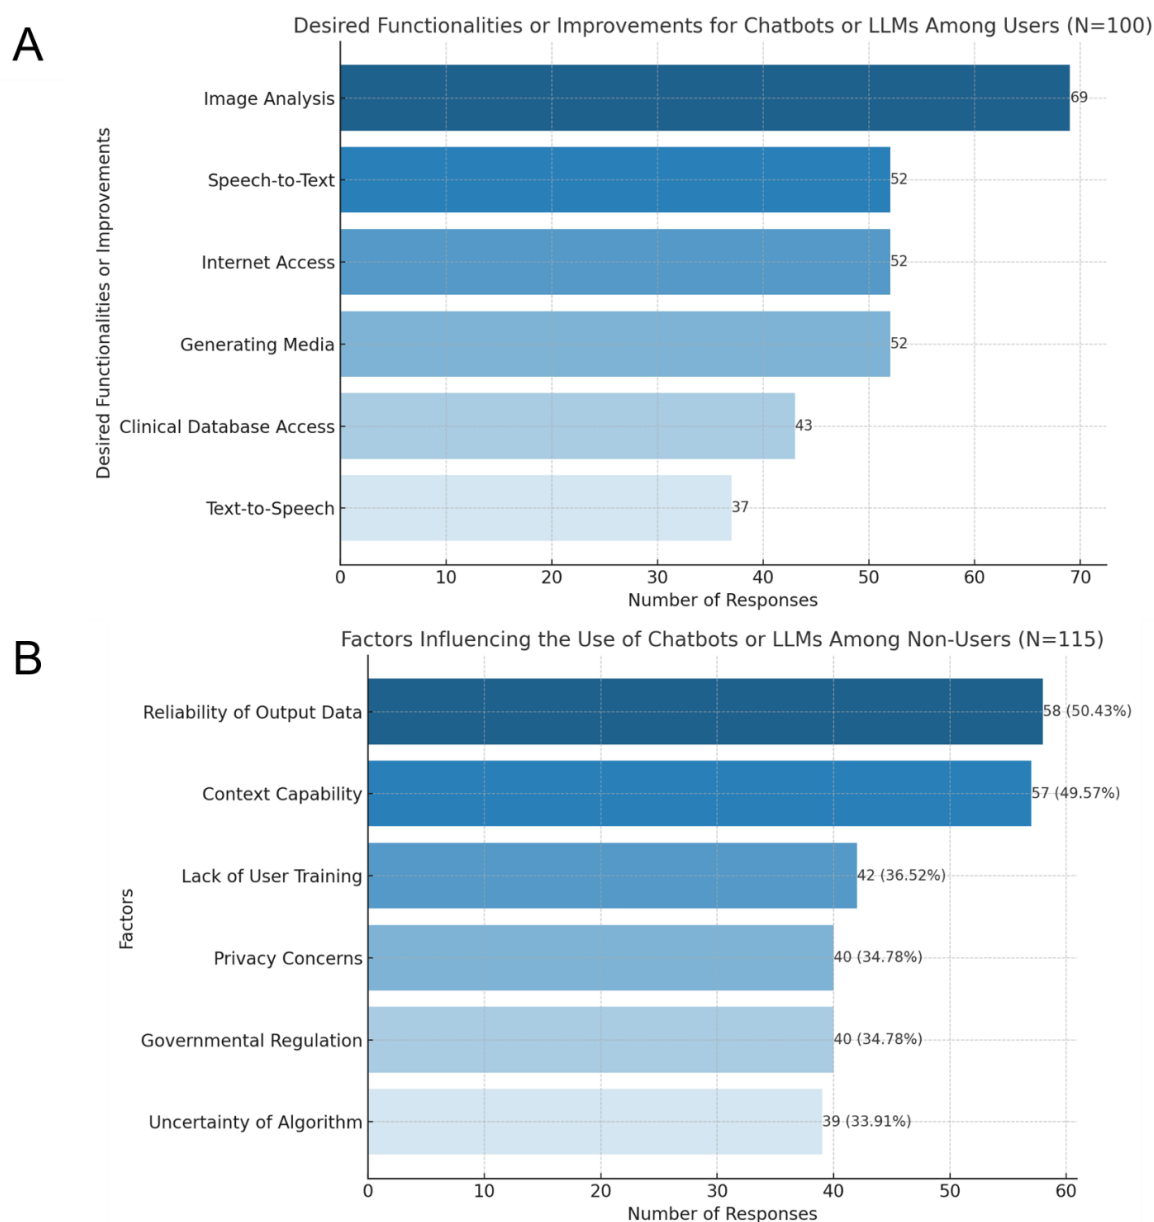 A
Desired Functionalities or Improvements for Chatbots or LLMs Among Users (N=100)
Desired Functionalities or Improvements
Image Analysis
69
Speech-to-Text
52
Internet Access
52
Generating Media
52
Clinical Database Access
43
Text-to-Speech
37
0 10 20 30 40 50 60 70
Number of Responses
B
Factors Influencing the Use of Chatbots or LLMs Among Non-Users (N=115)
Factors
Reliability of Output Data
58 (50.43%)
Context Capability
57 (49.57%)
Lack of User Training
42 (36.52%)
Privacy Concerns
40 (34.78%)
Governmental Regulation
40 (34.78%)
Uncertainty of Algorithm
39 (33.91%)
0 10 20 30 40 50 60
Number of Responses